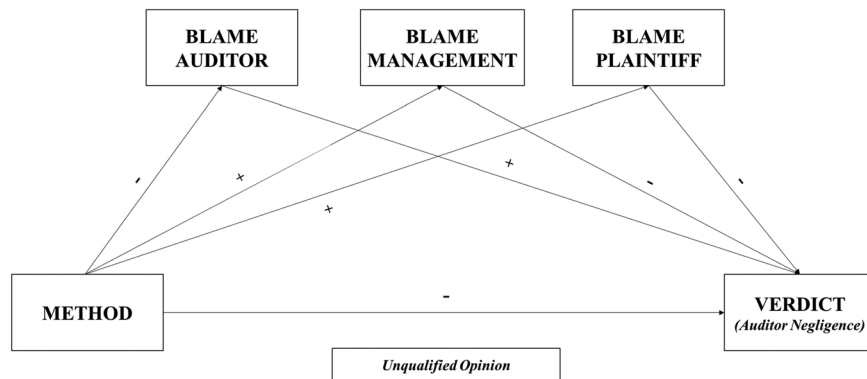 BLAME
AUDITOR
BLAME
MANAGEMENT
BLAME
PLAINTIFF
-
+
+
+
-
-
METHOD
-
VERDICT
(Auditor Negligence)
Unqualified Opinion